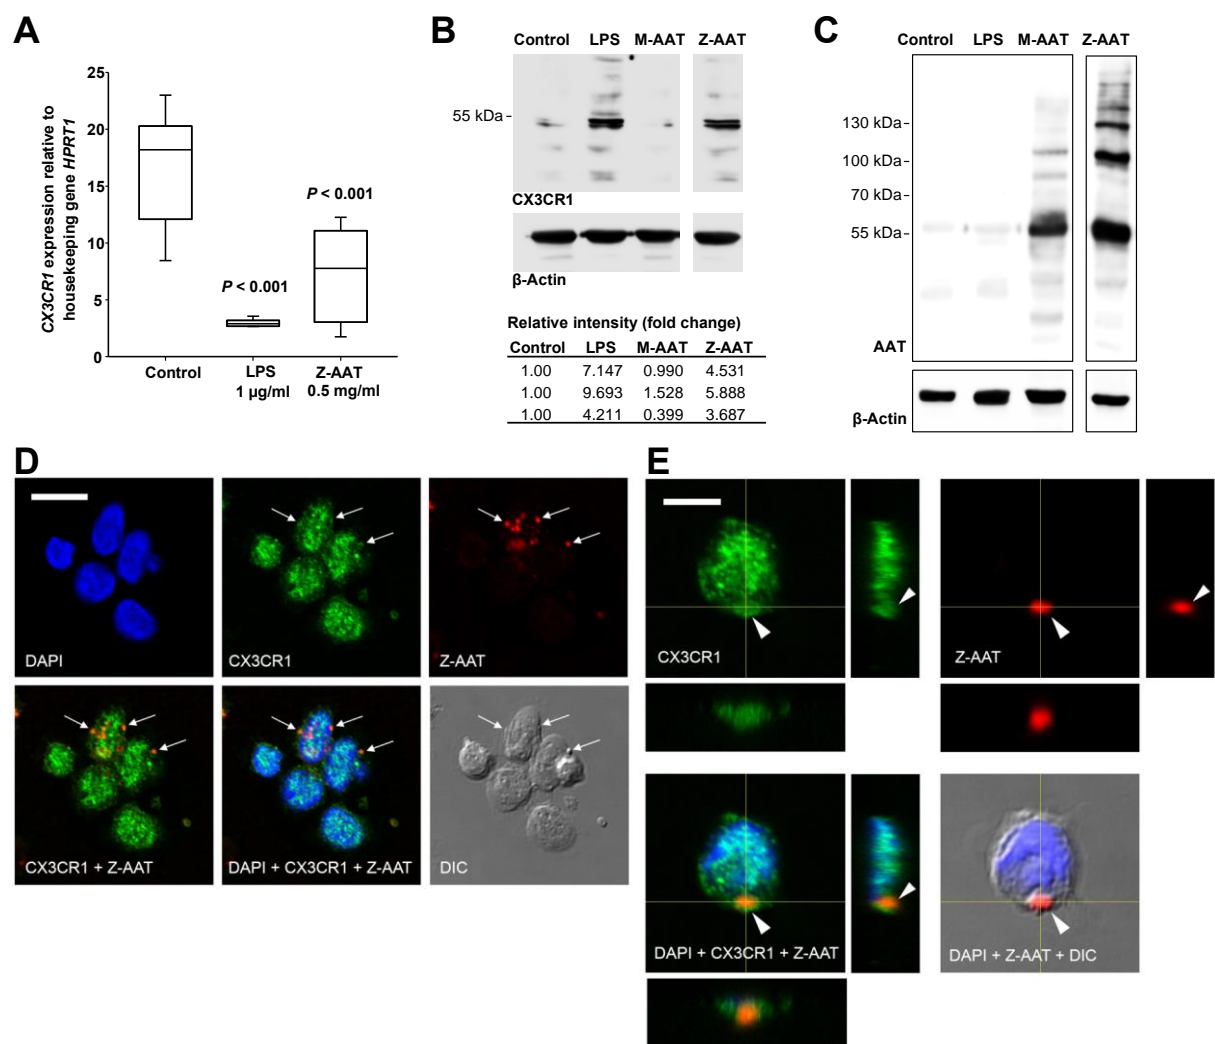 A
CX3CR1 expression relative to
housekeeping gene HPRT1
25
20
15
10
5
0
P < 0.001
P < 0.001
Control
LPS
1 µg/ml
Z-AAT
0.5 mg/ml
B
Control LPS M-AAT Z-AAT
55 kDa-
CX3CR1
β-Actin
Relative intensity (fold change)
Control LPS M-AAT Z-AAT
1.00 7.147 0.990 4.531
1.00 9.693 1.528 5.888
1.00 4.211 0.399 3.687
C
Control LPS M-AAT Z-AAT
130 kDa-
100 kDa-
70 kDa-
55 kDa-
AAT
β-Actin
D
DAPI
CX3CR1
Z-AAT
CX3CR1 + Z-AAT
DAPI + CX3CR1 + Z-AAT
DIC
E
CX3CR1
Z-AAT
DAPI + CX3CR1 + Z-AAT
DAPI + Z-AAT + DIC